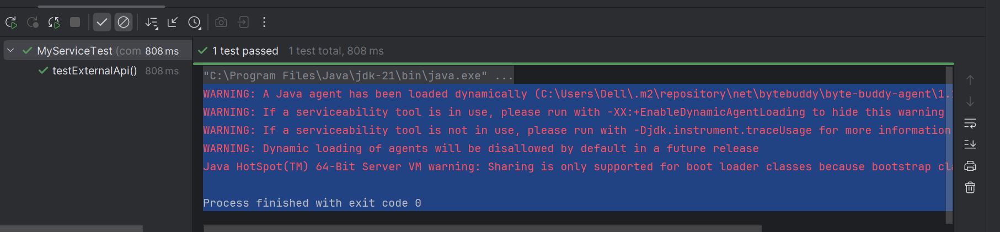 MyServiceTest (com 808 ms
testExternalApi() 808 ms
1 test passed 1 test total, 808 ms
"C:\Program Files\Java\jdk-21\bin\java.exe" ...
WARNING: A Java agent has been loaded dynamically (C:\Users\Dell\.m2\repository\net\bytebuddy\byte-buddy-agent\1.
WARNING: If a serviceability tool is in use, please run with -XX:+EnableDynamicAgentLoading to hide this warning
WARNING: If a serviceability tool is not in use, please run with -Djdk.instrument.traceUsage for more information
WARNING: Dynamic loading of agents will be disallowed by default in a future release
Java HotSpot(TM) 64-Bit Server VM warning: Sharing is only supported for boot loader classes because bootstrap cl
Process finished with exit code 0